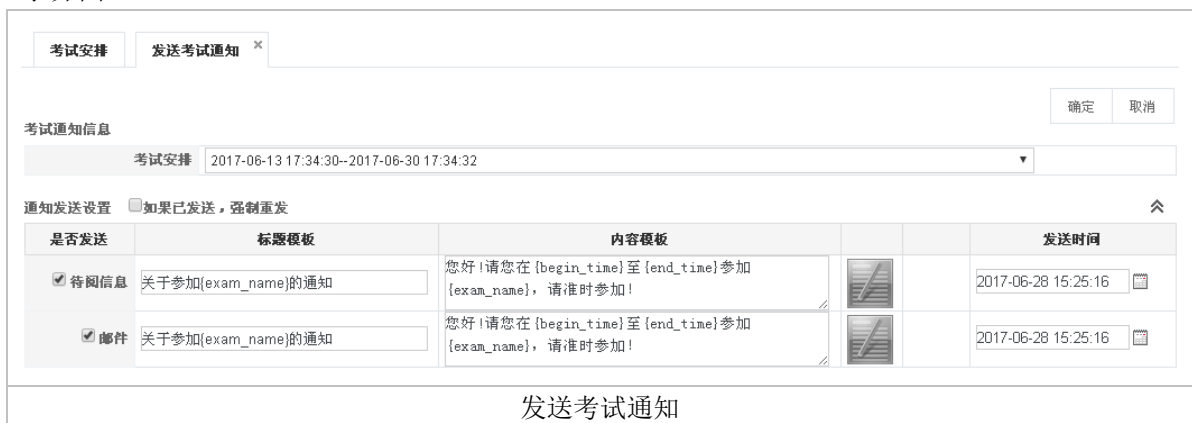 考试安排 发送考试通知 ×
确定 取消
考试通知信息
考试安排 2017-06-13 17:34:30--2017-06-30 17:34:32
通知发送设置 如果已发送，强制重发
是否发送 标题模板 内容模板 发送时间
待阅信息 关于参加{exam_name}的通知 您好！请您在{begin_time}至{end_time}参加 2017-06-28 15:25:16
{exam_name}，请准时参加！
邮件 关于参加{exam_name}的通知 您好！请您在{begin_time}至{end_time}参加 2017-06-28 15:25:16
{exam_name}，请准时参加！
发送考试通知